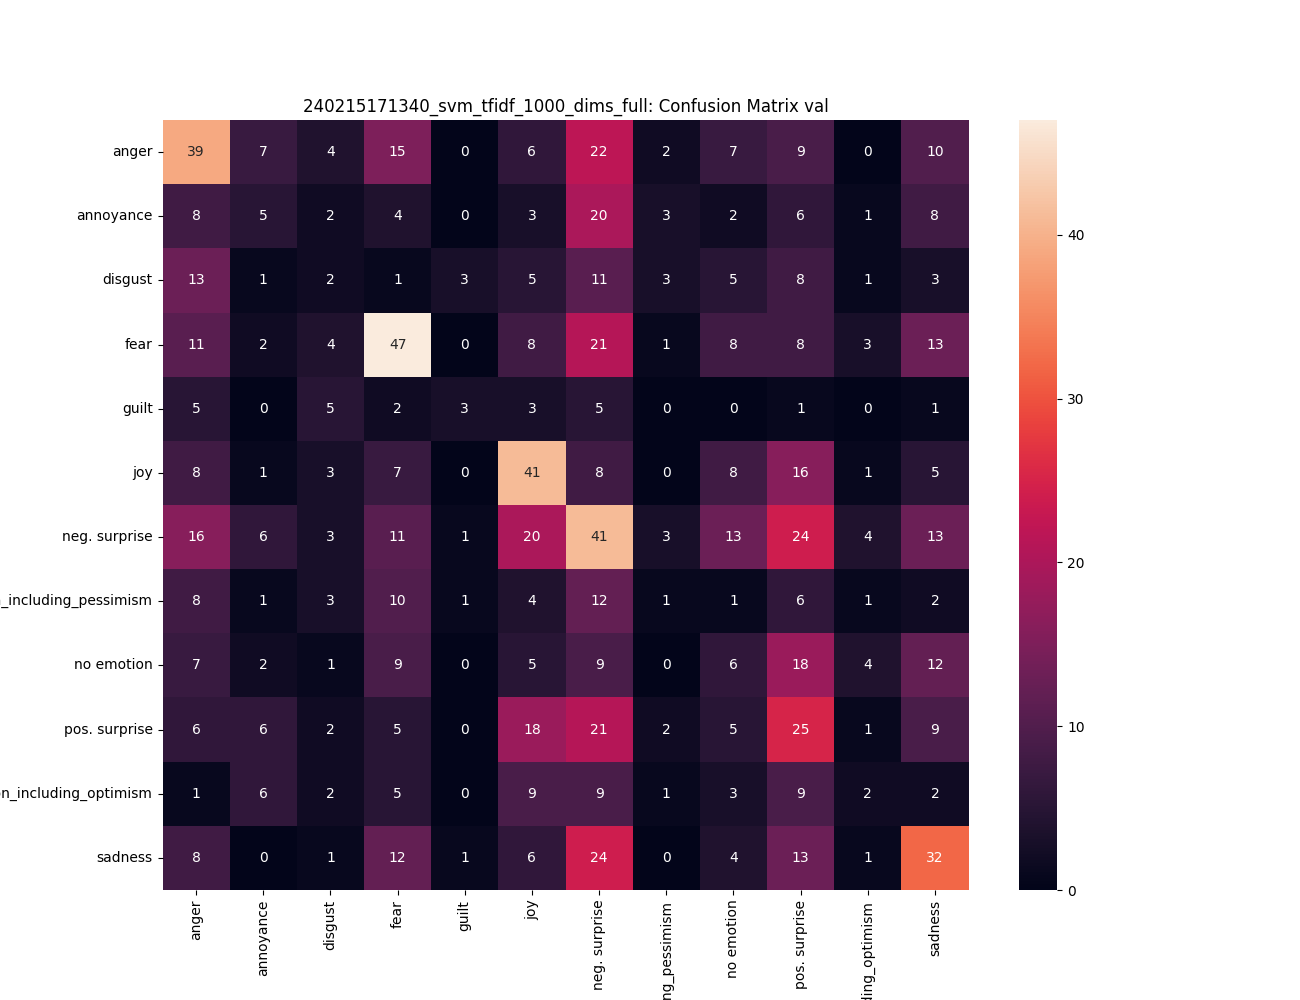 240215171340_svm_tfidf_1000_dims_full: Confusion Matrix val
anger 39 7 4 15 0 6 22 2 7 9 0 10
annoyance 8 5 2 4 0 3 20 3 2 6 1 8
disgust 13 1 2 1 3 5 11 3 5 8 1 3
fear 11 2 4 47 0 8 21 1 8 8 3 13
guilt 5 0 5 2 3 3 5 0 0 1 0 1
joy 8 1 3 7 0 41 8 0 8 16 1 5
neg. surprise 16 6 3 11 1 20 41 3 13 24 4 13
_including_pessimism 8 1 3 10 1 4 12 1 1 6 1 2
no emotion 7 2 1 9 0 5 9 0 6 18 4 12
pos. surprise 6 6 2 5 0 18 21 2 5 25 1 9
n_including_optimism 1 6 2 5 0 9 9 1 3 9 2 2
sadness 8 0 1 12 1 6 24 0 4 13 1 32
anger annoyance disgust fear guilt joy neg. surprise ng_pessimism no emotion pos. surprise ding_optimism sadness
40
30
20
10
0